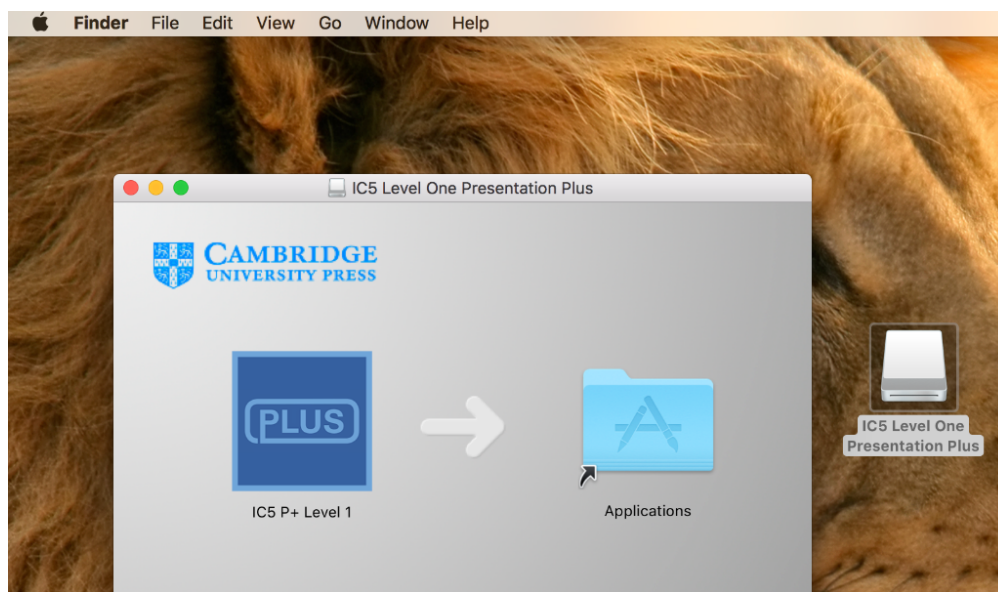 Finder File Edit View Go Window Help
IC5 Level One Presentation Plus
CAMBRIDGE
UNIVERSITY PRESS
PLUS
IC5 P+ Level 1
Applications
IC5 Level One
Presentation Plus